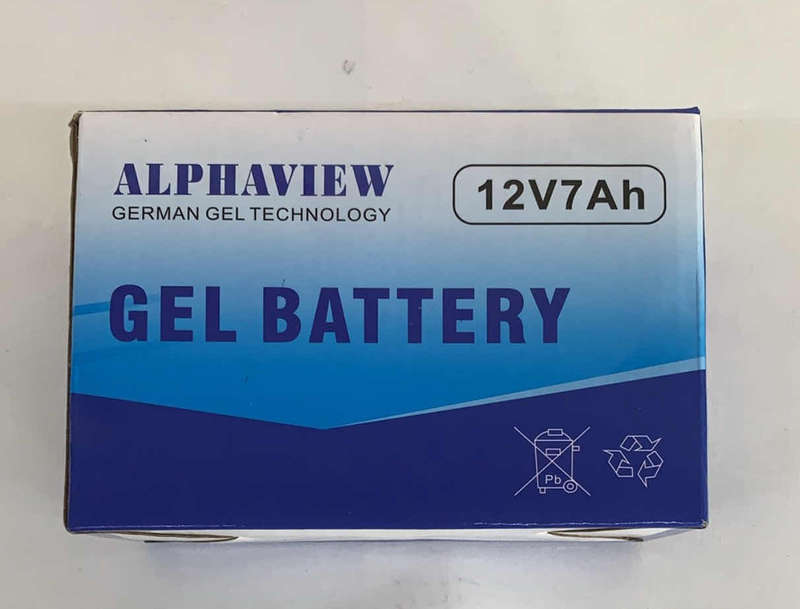 ALPHAVIEW
GERMAN GEL TECHNOLOGY
12V7Ah
GEL BATTERY
Pb